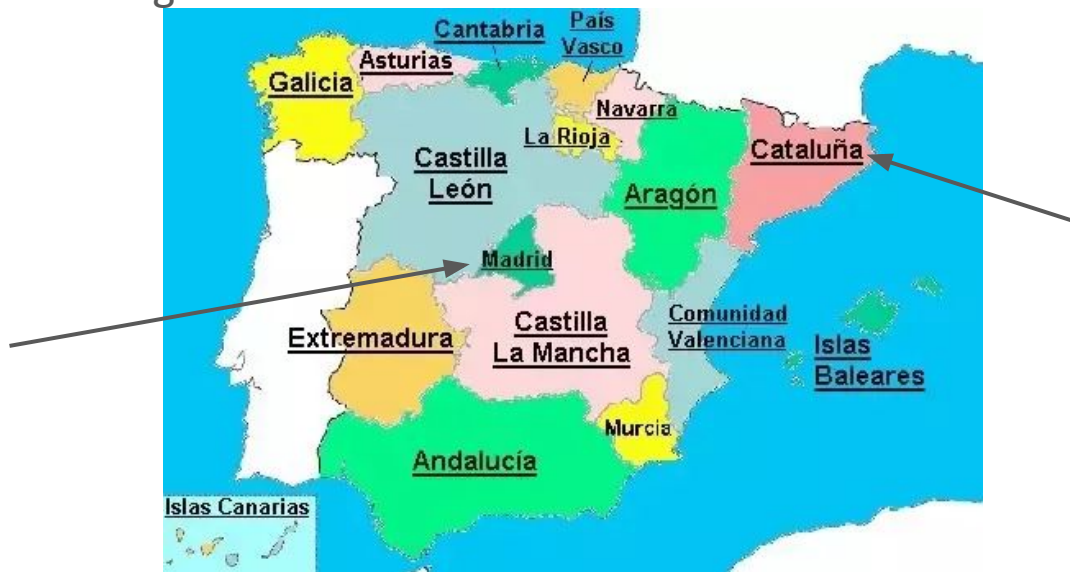 Cantabria
País
Vasco
Asturias
Galicia
Navarra
La Rioja
Cataluña
Castilla
León
Aragón
Madrid
Comunidad
Valenciana
Extremadura
Castilla
La Mancha
Islas
Baleares
Murcia
Andalucía
Islas Canarias